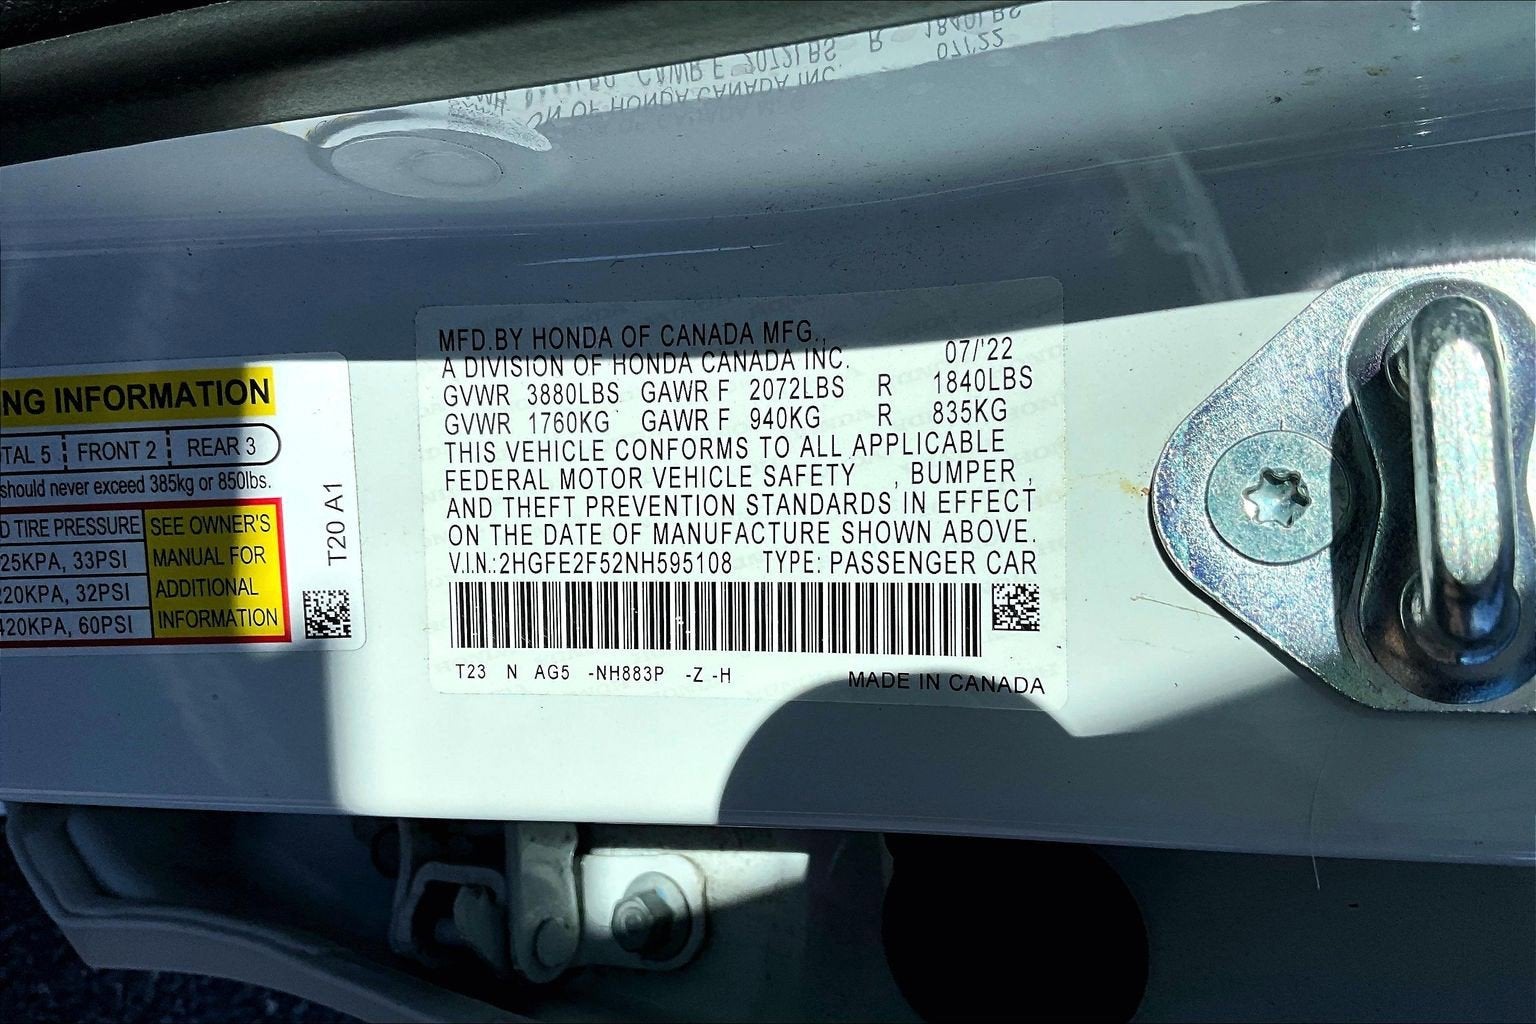 MFD.BY HONDA OF CANADA MFG.,
A DIVISION OF HONDA CANADA INC. 07/'22
GVWR 3880LBS GAWR F 2072LBS R 1840LBS
GVWR 1760KG GAWR F 940KG R 835KG
THIS VEHICLE CONFORMS TO ALL APPLICABLE
FEDERAL MOTOR VEHICLE SAFETY , BUMPER ,
AND THEFT PREVENTION STANDARDS IN EFFECT
ON THE DATE OF MANUFACTURE SHOWN ABOVE.
V.I.N.:2HGFE2F52NH595108 TYPE: PASSENGER CAR
T23 N AG5 -NH883P -Z -H
MADE IN CANADA
NG INFORMATION
TAL 5 FRONT 2 REAR 3
should never exceed 385kg or 850lbs.
D TIRE PRESSURE
25KPA, 33PSI
220KPA, 32PSI
420KPA, 60PSI
SEE OWNER'S
MANUAL FOR
ADDITIONAL
INFORMATION
T20 A1